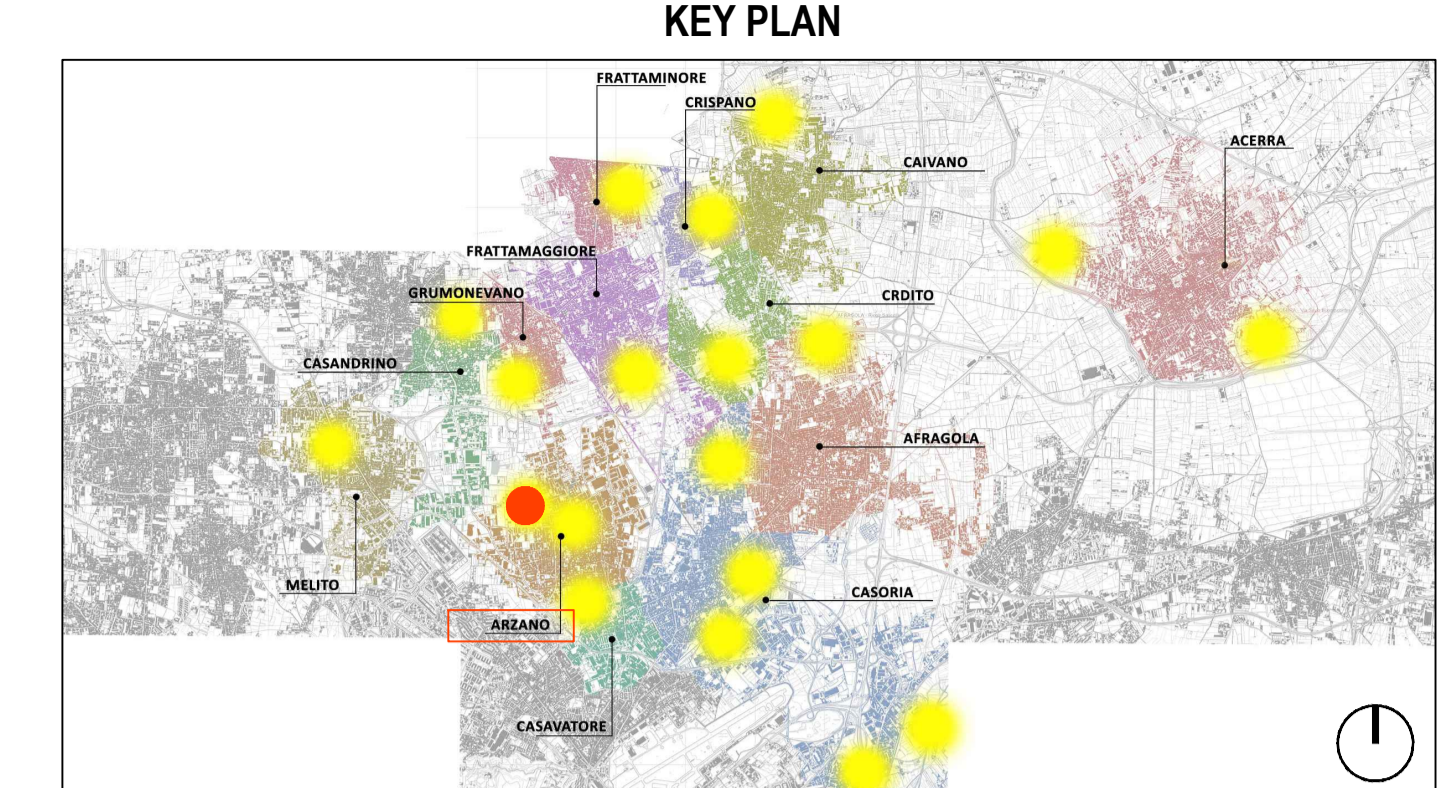 KEY PLAN
FRATTAMINORE
CRISPANO
ACERRA
CAIVANO
FRATTAMAGGIORE
GRUMONEVANO
CRDITO
CASANDRINO
AFRAGOLA
MELITO
CASORIA
ARZANO
CASAVATORE